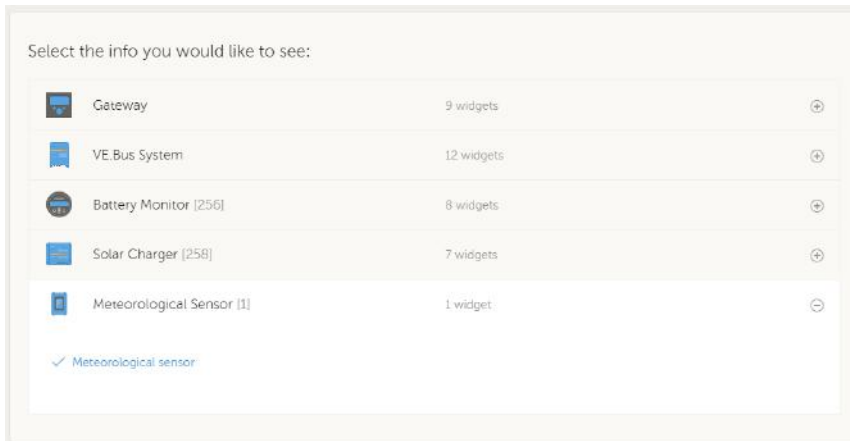 Select the info you would like to see:
Gateway 9 widgets
VE.Bus System 12 widgets
Battery Monitor [256] 8 widgets
Solar Charger [258] 7 widgets
Meteorological Sensor [1] 1 widget
Meteorological sensor